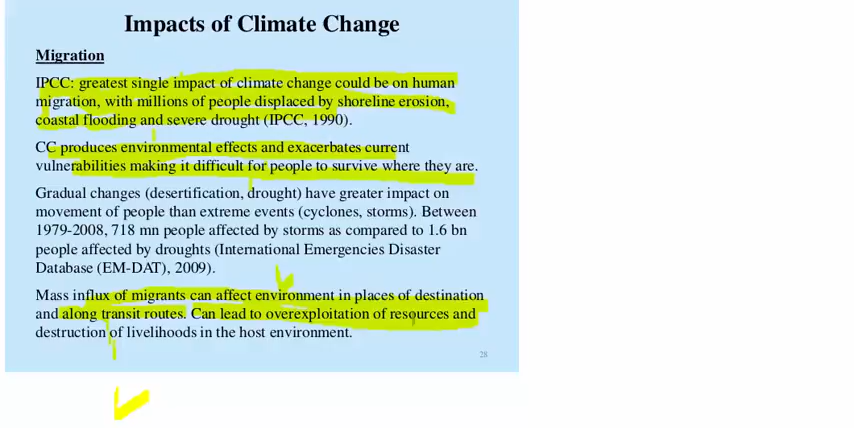 Impacts of Climate Change
Migration
IPCC: greatest single impact of climate change could be on human
migration, with millions of people displaced by shoreline erosion,
coastal flooding and severe drought (IPCC, 1990).
CC produces environmental effects and exacerbates current
vulnerabilities making it difficult for people to survive where they are.
Gradual changes (desertification, drought) have greater impact on
movement of people than extreme events (cyclones, storms). Between
1979-2008, 718 mn people affected by storms as compared to 1.6 bn
people affected by droughts (International Emergencies Disaster
Database (EM-DAT), 2009).
Mass influx of migrants can affect environment in places of destination
and along transit routes. Can lead to overexploitation of resources and
destruction of livelihoods in the host environment.
28